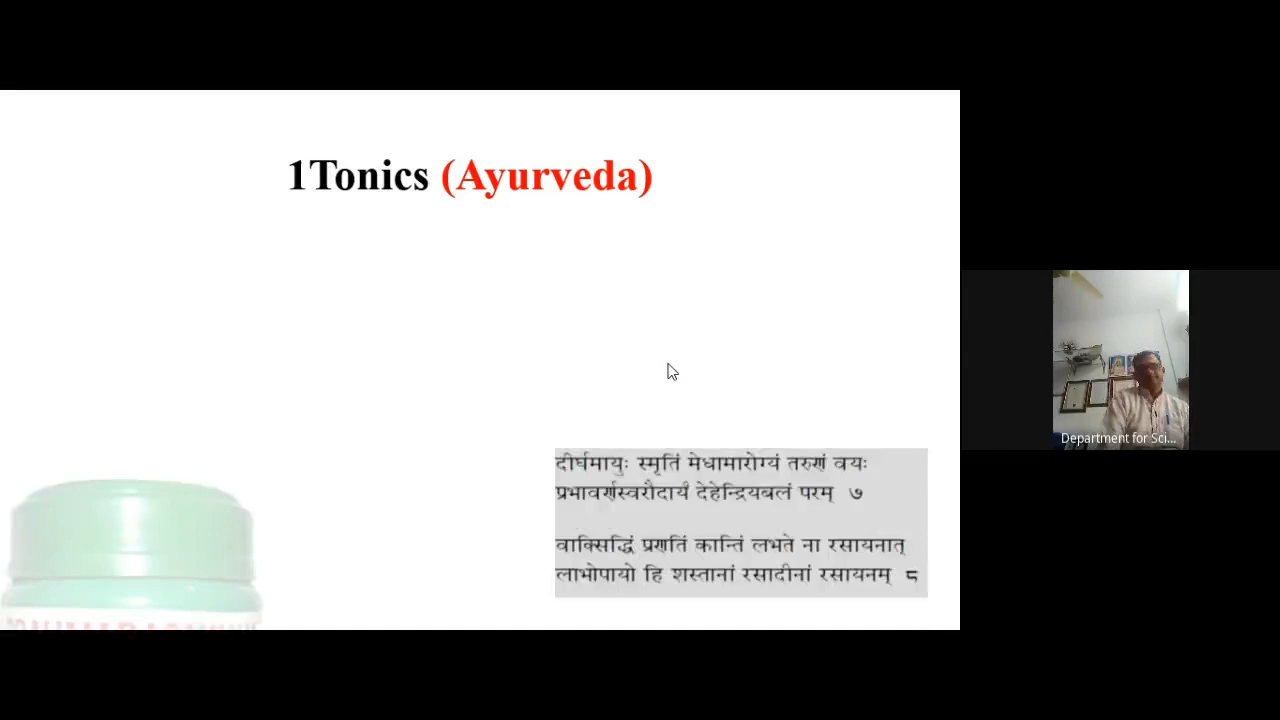 1Tonics (Ayurveda)
दीर्घमायुः स्मृतिं मेधामारोग्यं तरुणं वयः
प्रभावर्णस्वरौदार्यं देहेन्द्रियबलं परम् ७
वाक्सिद्धिं प्रणतिं कान्तिं लभते ना रसायनात्
लाभोपायो हि शस्तानां रसादीनां रसायनम् ८
Department for Sci...